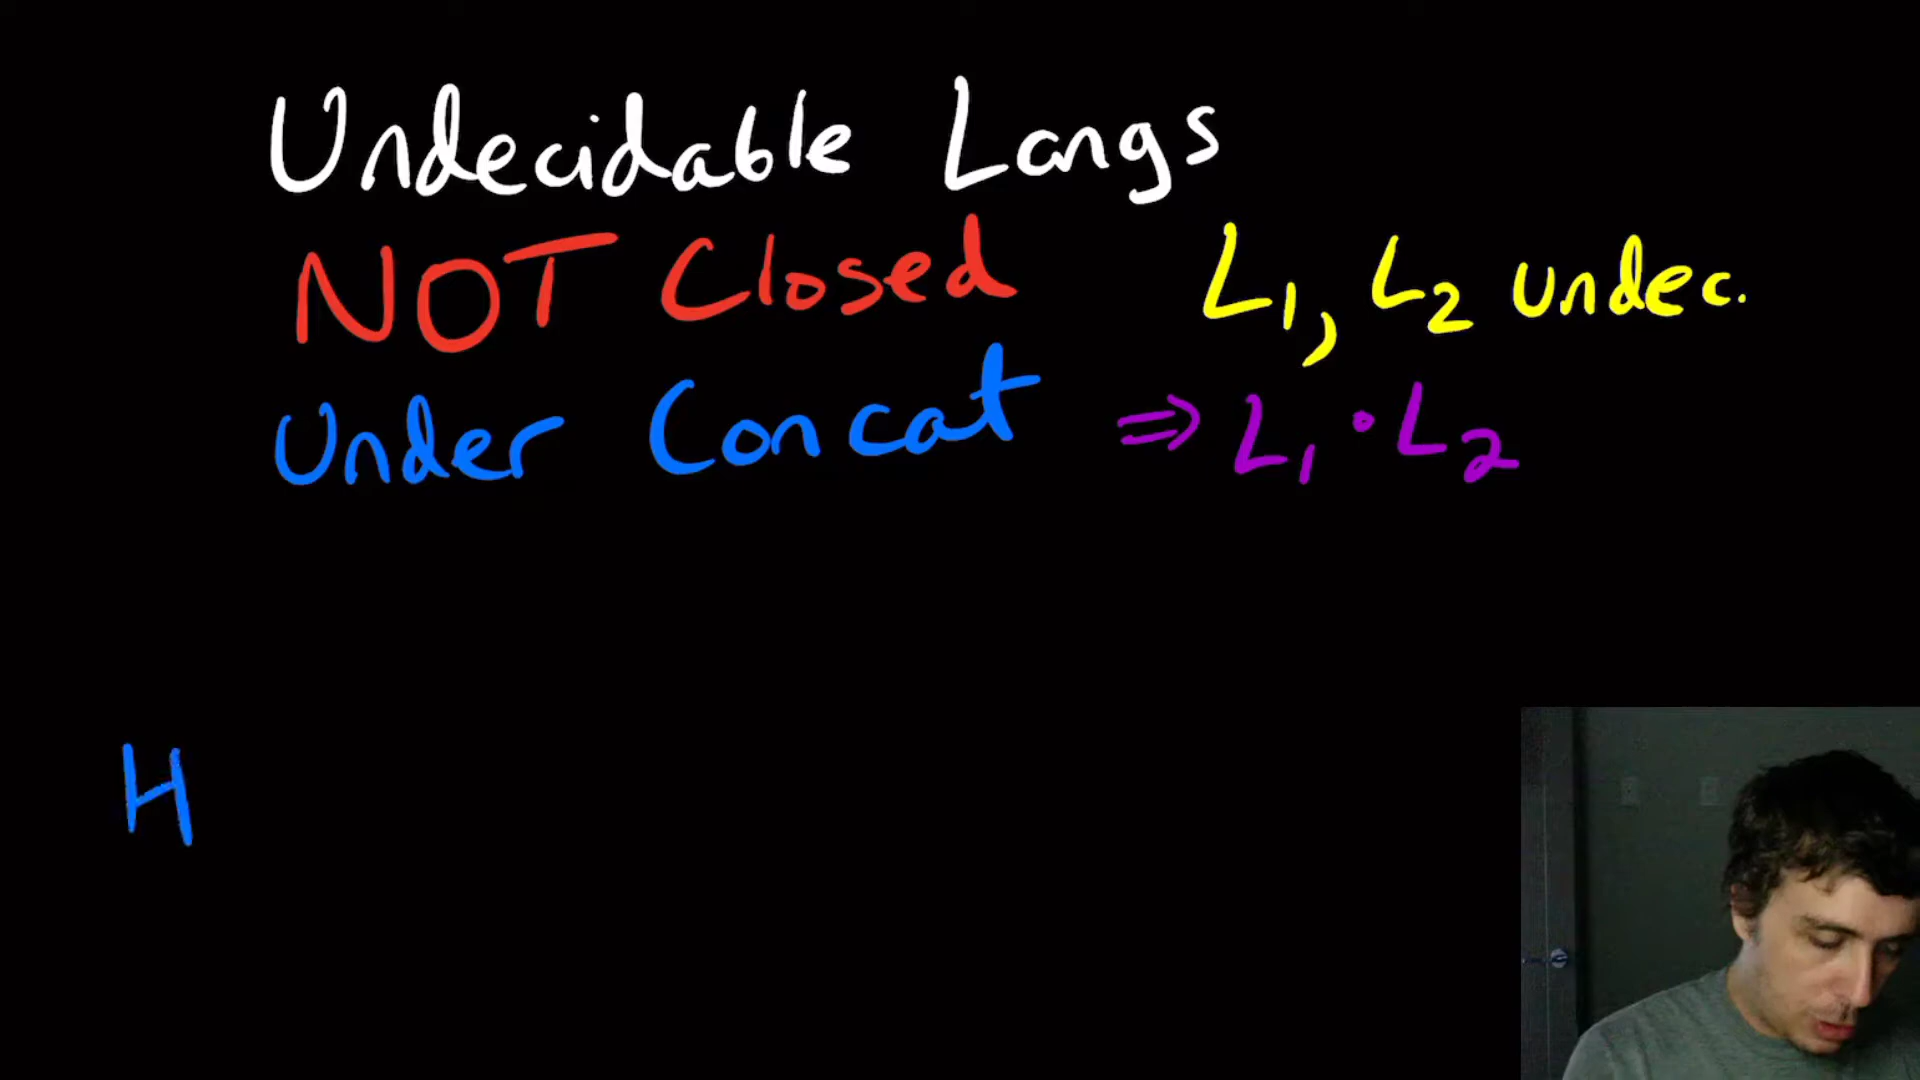 Undecidable Langs
NOT Closed
L1, L2 undec.
Under Concat
⇒ L1 · L2
H